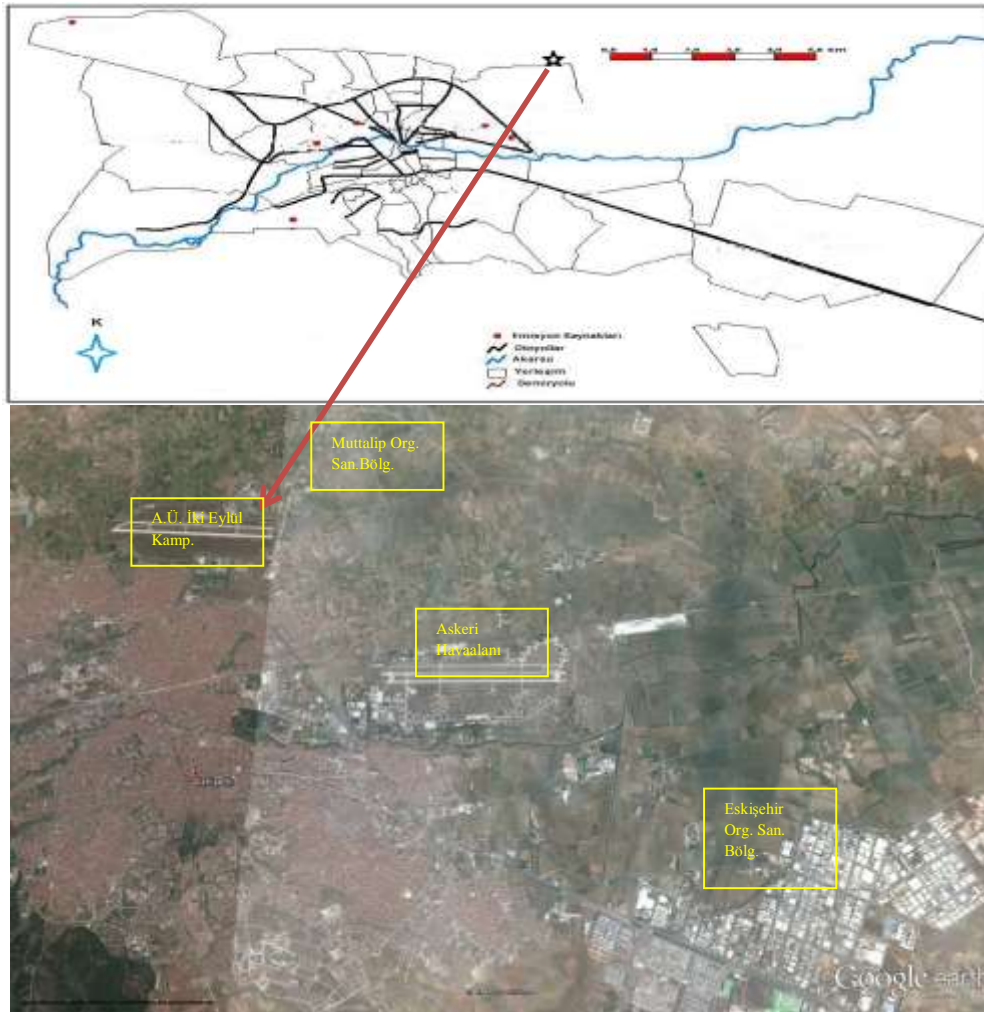 K
Emisyon Kaynakları
Otoyollar
Akarsu
Yerleşim
Demiryolu
Muttalip Org.
San.Bölg.
A.Ü. İki Eylül
Kamp.
Askeri
Havaalanı
Eskişehir
Org. San.
Bölg.
Google earth